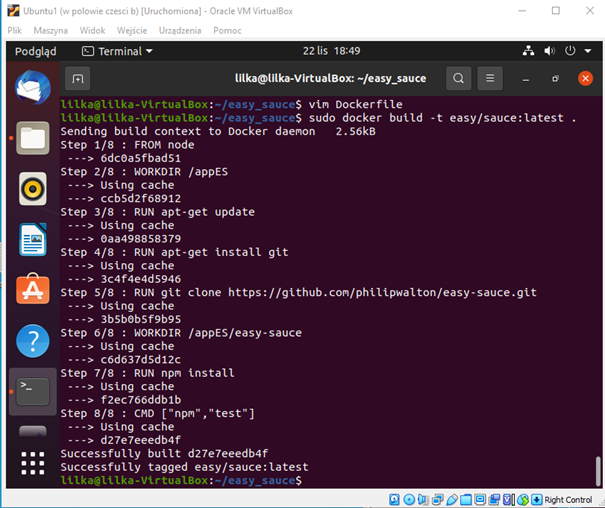 Ubuntu1 (w polowie czesci b) [Uruchomiona] - Oracle VM VirtualBox
Plik Maszyna Widok Wejście Urządzenia Pomoc
Podgląd Terminal 22 lis 18:49
lilka@lilka-VirtualBox: ~/easy_sauce
lilka@lilka-VirtualBox:~/easy_sauce$ vim Dockerfile
lilka@lilka-VirtualBox:~/easy_sauce$ sudo docker build -t easy/sauce:latest .
Sending build context to Docker daemon 2.56kB
Step 1/8 : FROM node
---> 6dc0a5fbad51
Step 2/8 : WORKDIR /appES
---> Using cache
---> ccb5d2f68912
Step 3/8 : RUN apt-get update
---> Using cache
---> 0aa498858379
Step 4/8 : RUN apt-get install git
---> Using cache
---> 3c4f4e4d5946
Step 5/8 : RUN git clone https://github.com/philipwalton/easy-sauce.git
---> Using cache
---> 3b5b0b5f9b95
Step 6/8 : WORKDIR /appES/easy-sauce
---> Using cache
---> c6d637d5d12c
Step 7/8 : RUN npm install
---> Using cache
---> f2ec766ddb1b
Step 8/8 : CMD ["npm","test"]
---> Using cache
---> d27e7eeedb4f
Successfully built d27e7eeedb4f
Successfully tagged easy/sauce:latest
lilka@lilka-VirtualBox:~/easy_sauce$
Right Control